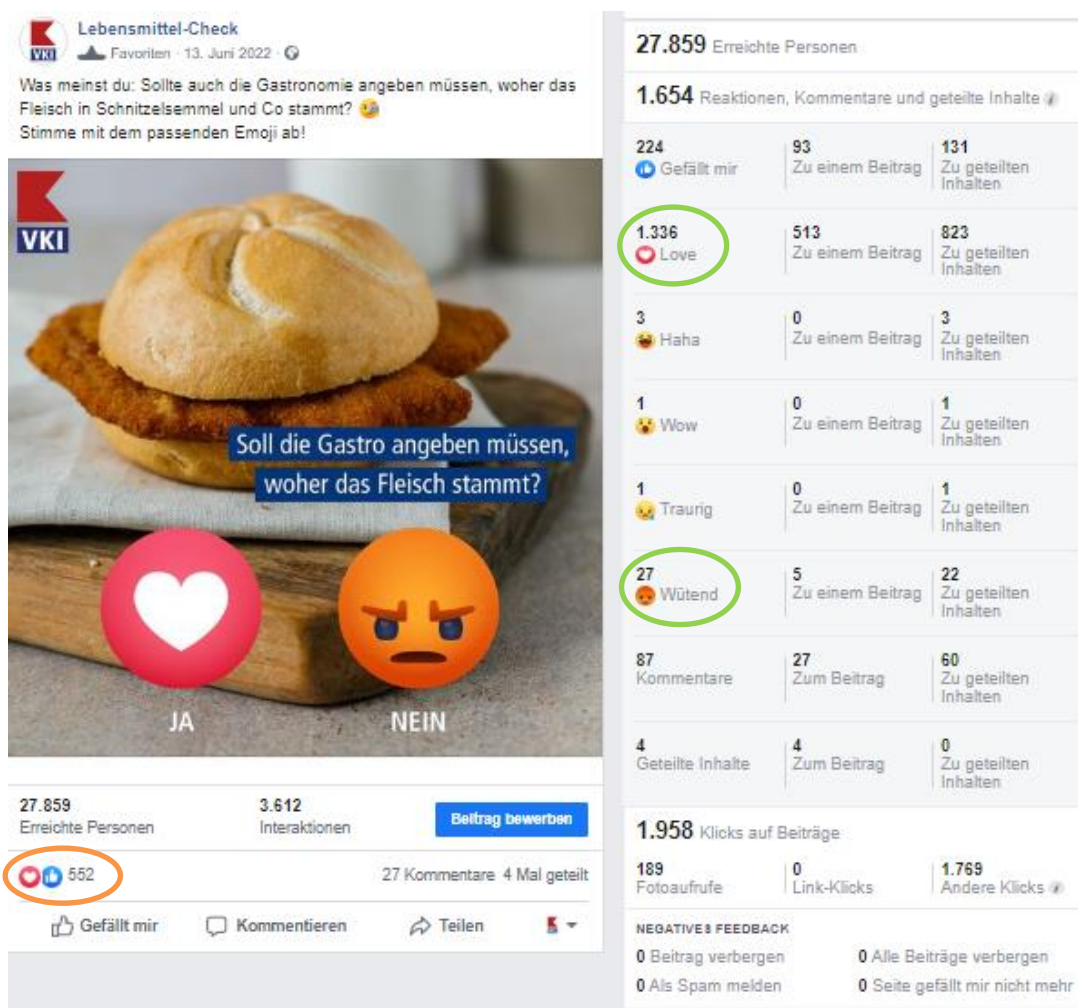 Lebensmittel-Check
Favoriten · 13. Juni 2022 ·
Was meinst du: Sollte auch die Gastronomie angeben müssen, woher das
Fleisch in Schnitzelsemmel und Co stammt? 🧐
Stimme mit dem passenden Emoji ab!
VKI
VKI
Soll die Gastro angeben müssen,
woher das Fleisch stammt?
JA
NEIN
27.859
Erreichte Personen
3.612
Interaktionen
Beitrag bewerben
552
27 Kommentare 4 Mal geteilt
Gefällt mir
Kommentieren
Teilen
27.859 Erreichte Personen
1.654 Reaktionen, Kommentare und geteilte Inhalte
224
Gefällt mir
93
Zu einem Beitrag
131
Zu geteilten
Inhalten
1.336
Love
513
Zu einem Beitrag
823
Zu geteilten
Inhalten
3
Haha
0
Zu einem Beitrag
3
Zu geteilten
Inhalten
1
Wow
0
Zu einem Beitrag
1
Zu geteilten
Inhalten
1
Traurig
0
Zu einem Beitrag
1
Zu geteilten
Inhalten
27
Wütend
5
Zu einem Beitrag
22
Zu geteilten
Inhalten
87
Kommentare
27
Zum Beitrag
60
Zu geteilten
Inhalten
4
Geteilte Inhalte
4
Zum Beitrag
0
Zu geteilten
Inhalten
1.958 Klicks auf Beiträge
189
Fotoaufrufe
0
Link-Klicks
1.769
Andere Klicks
NEGATIVES FEEDBACK
0 Beitrag verbergen
0 Alle Beiträge verbergen
0 Als Spam melden
0 Seite gefällt mir nicht mehr